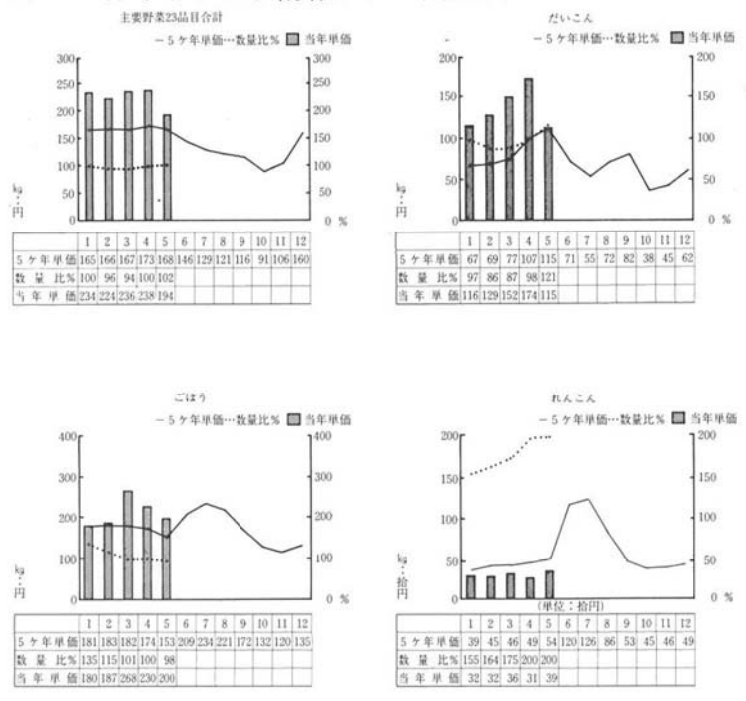 主要野菜23品目合計
－5ケ年単価…数量比% 当年単価
300 300
250 250
200 200
150 150
100 100
50 50
0 0 %
kg・円
1 2 3 4 5 6 7 8 9 10 11 12
5ケ年単価 165 166 167 173 168 146 129 121 116 91 106 160
数量比% 100 96 94 100 102
当年単価 234 224 236 238 194
だいこん
－5ケ年単価…数量比% 当年単価
200 200
150 150
100 100
50 50
0 0 %
kg・円
1 2 3 4 5 6 7 8 9 10 11 12
5ケ年単価 67 69 77 107 115 71 55 72 82 38 45 62
数量比% 97 86 87 98 121
当年単価 116 129 152 174 115
ごぼう
－5ケ年単価…数量比% 当年単価
400 400
300 300
200 200
100 100
0 0 %
kg・円
1 2 3 4 5 6 7 8 9 10 11 12
5ケ年単価 181 183 182 174 153 209 234 221 172 132 120 135
数量比% 135 115 101 100 98
当年単価 180 187 268 230 200
れんこん
－5ケ年単価…数量比% 当年単価
200 200
150 150
100 100
50 50
0 0 %
kg・拾円
(単位：拾円)
1 2 3 4 5 6 7 8 9 10 11 12
5ケ年単価 39 45 46 49 54 120 126 86 53 45 46 49
数量比% 155 164 175 200 200
当年単価 32 32 36 31 39